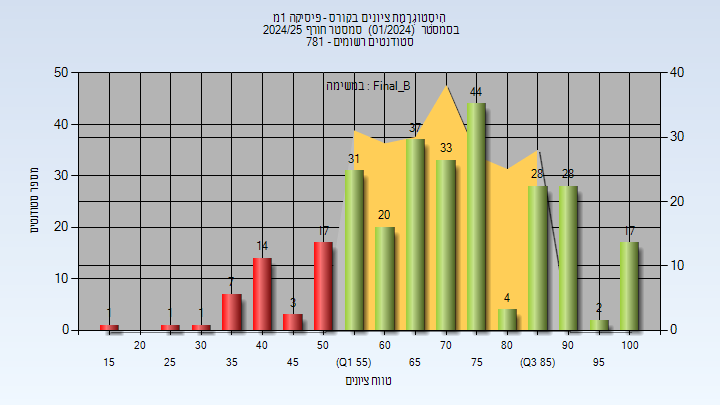 היסטוגרמת ציונים בקורס - פיסיקה 1מ
בסמסטר (01/2024) סמסטר חורף 2024/25
סטודנטים רשומים - 781
במשימה : Final_B
50 40 30 20 10 0
מספר סטודנטים
40 30 20 10 0
1 1 1 7 14 3 17 31 20 37 33 44 4 28 28 2 17
20 30 40 50 60 70 80 90 100
15 25 35 45 (Q1 55) 65 75 (Q3 85) 95
טווח ציונים